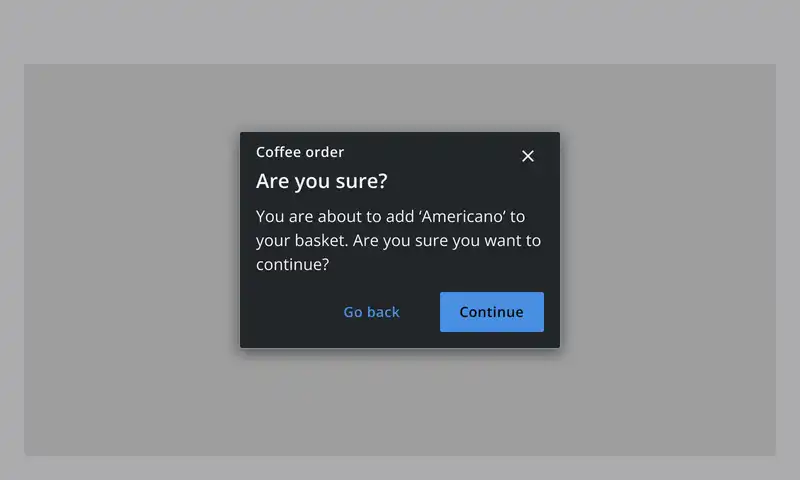 Coffee order
Are you sure?
You are about to add ‘Americano’ to
your basket. Are you sure you want to
continue?
Go back
Continue